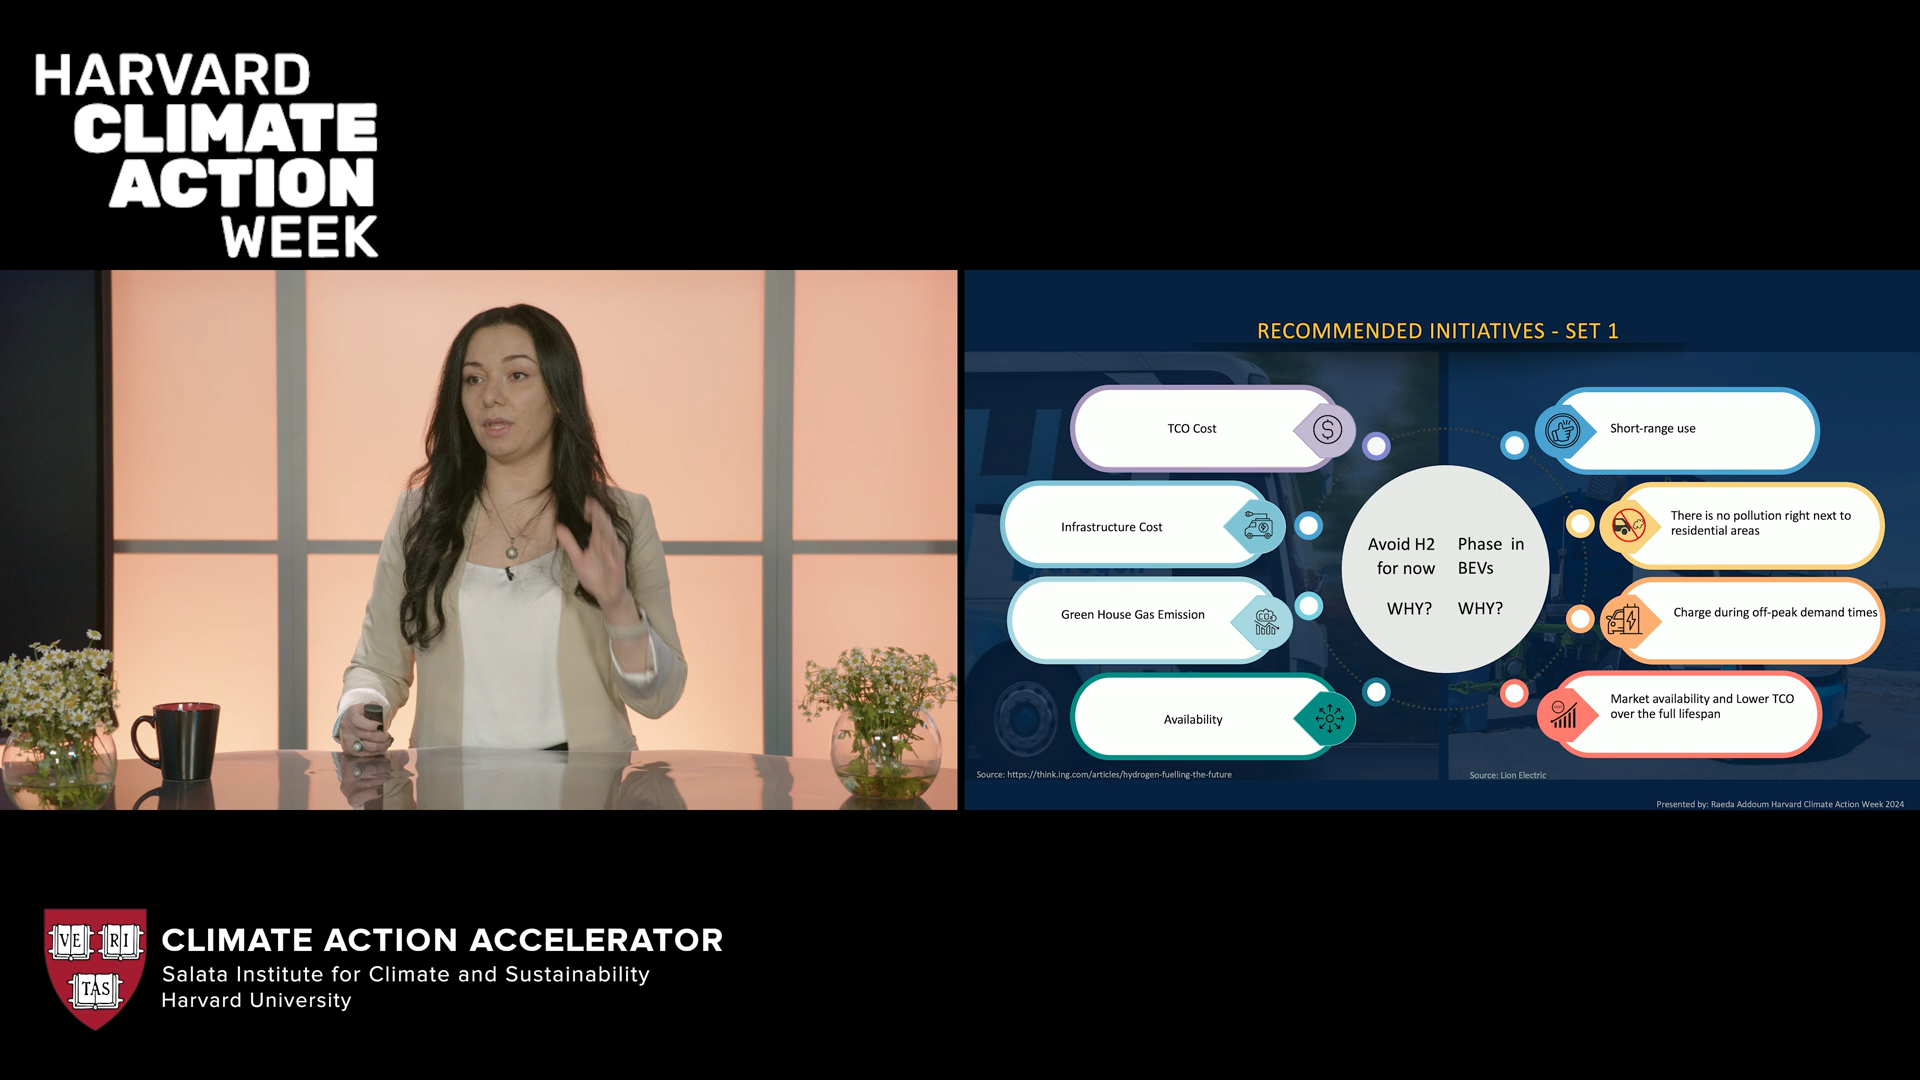 HARVARD
CLIMATE
ACTION
WEEK
RECOMMENDED INITIATIVES - SET 1
TCO Cost
Infrastructure Cost
Green House Gas Emission
Availability
Avoid H2
for now
WHY?
Phase in
BEVs
WHY?
Short-range use
There is no pollution right next to
residential areas
Charge during off-peak demand times
Market availability and Lower TCO
over the full lifespan
Source: https://think.ing.com/articles/hydrogen-fuelling-the-future
Source: Lion Electric
Presented by: Raeda Addoum Harvard Climate Action Week 2024
VE RI
TAS
CLIMATE ACTION ACCELERATOR
Salata Institute for Climate and Sustainability
Harvard University